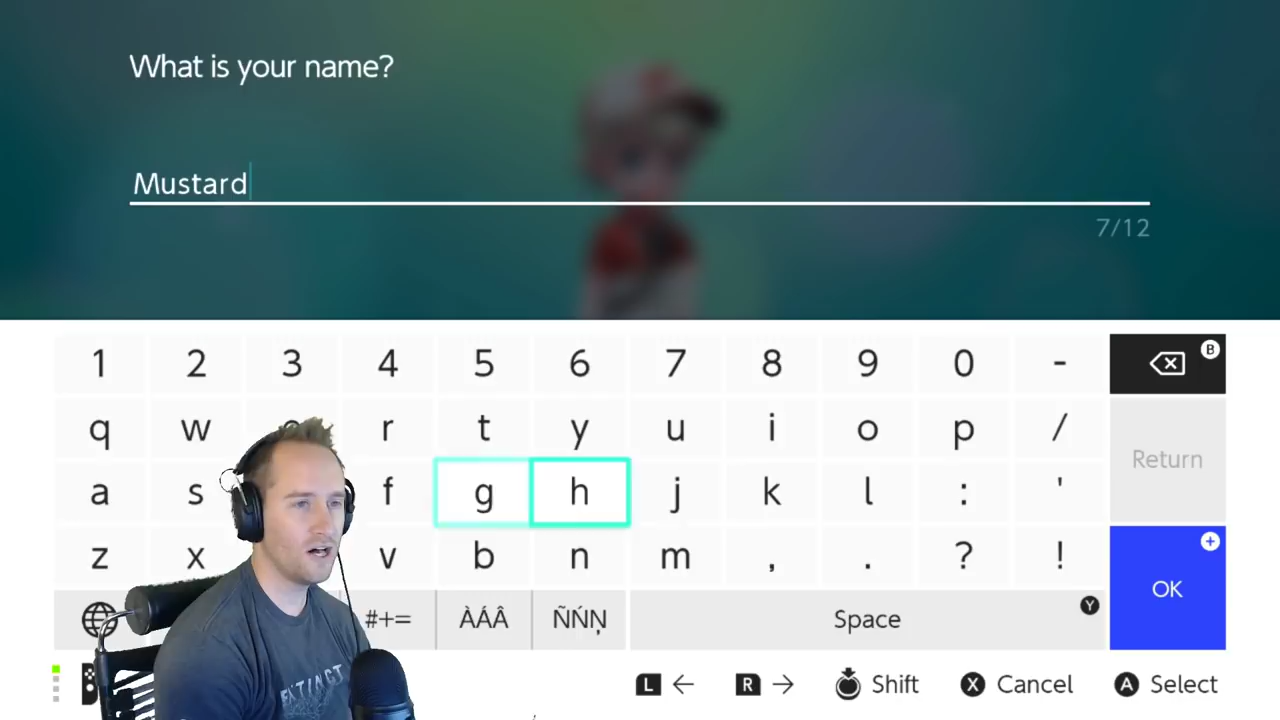 What is your name?
Mustard
7/12
1 2 3 4 5 6 7 8 9 0 - B
q w r t y u i o p / Return
a s f g h j k l : '
z x v b n m , . ? ! + OK
#+= ÀÁÂ ÑŃŅ Space Y
L ← R → Shift X Cancel A Select
EXTINCT